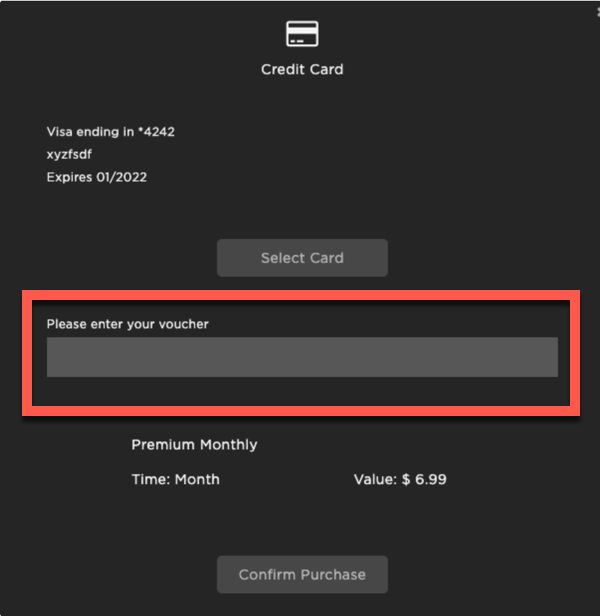 Credit Card
Visa ending in *4242
xyzfsdf
Expires 01/2022
Select Card
Please enter your voucher
Premium Monthly
Time: Month Value: $ 6.99
Confirm Purchase